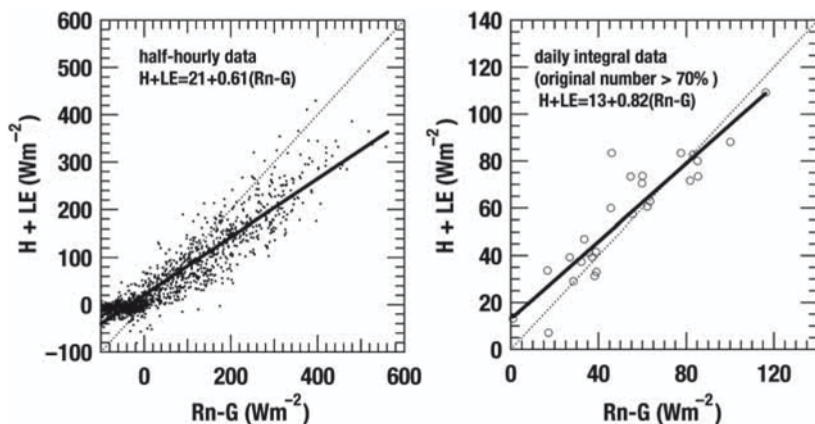 600
500
400
300
200
100
0
−100
H + LE (Wm−2)
half-hourly data
H+LE=21+0.61(Rn-G)
0
200
400
600
Rn-G (Wm−2)
140
120
100
80
60
40
20
0
H + LE (Wm−2)
daily integral data
(original number > 70% )
H+LE=13+0.82(Rn-G)
0
40
80
120
Rn-G (Wm−2)